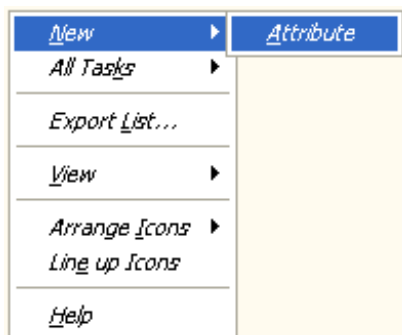 New
Attribute
All Tasks
Export List...
View
Arrange Icons
Line up Icons
Help